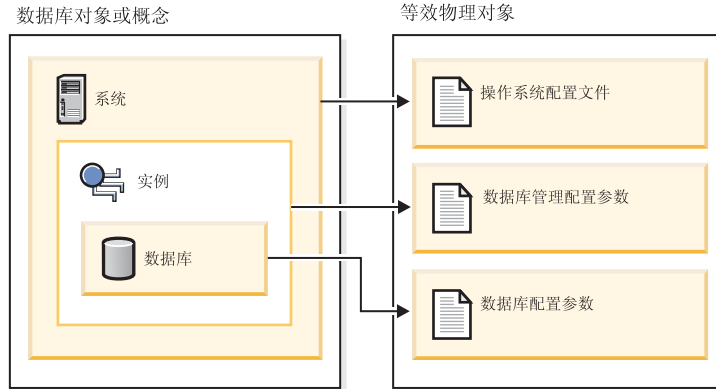 数据库对象或概念
等效物理对象
系统
操作系统配置文件
实例
数据库管理配置参数
数据库
数据库配置参数